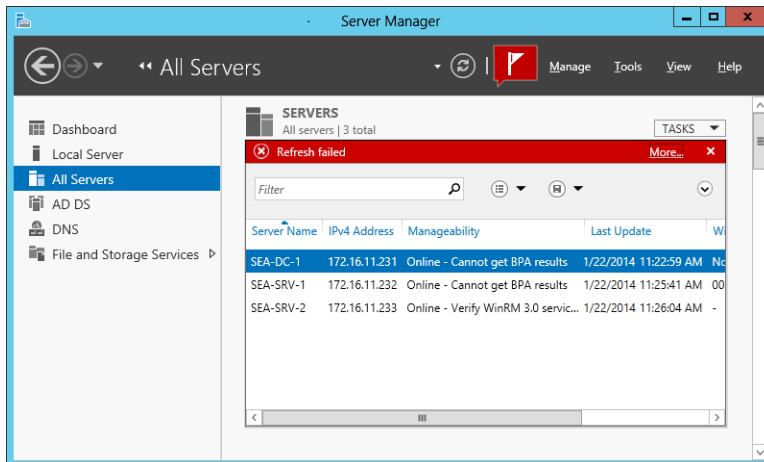 Server Manager
All Servers
Manage Tools View Help
Dashboard
Local Server
All Servers
AD DS
DNS
File and Storage Services
SERVERS
All servers | 3 total
TASKS
Refresh failed More...
Filter
Server Name IPv4 Address Manageability Last Update Wi
SEA-DC-1 172.16.11.231 Online - Cannot get BPA results 1/22/2014 11:22:59 AM Nc
SEA-SRV-1 172.16.11.232 Online - Cannot get BPA results 1/22/2014 11:25:41 AM 00
SEA-SRV-2 172.16.11.233 Online - Verify WinRM 3.0 servic... 1/22/2014 11:26:04 AM -